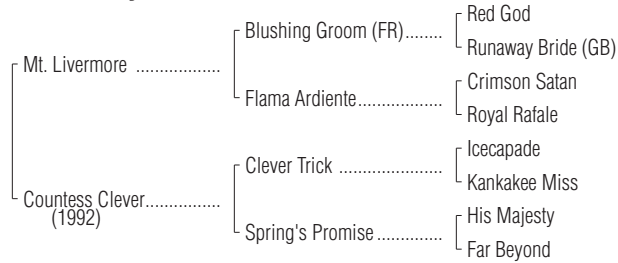 Red God
Blushing Groom (FR)........
Runaway Bride (GB)
Mt. Livermore .................
Crimson Satan
Flama Ardiente.................
Royal Rafale
Icecapade
Clever Trick .....................
Kankakee Miss
Countess Clever...............
(1992)
His Majesty
Spring's Promise.............
Far Beyond